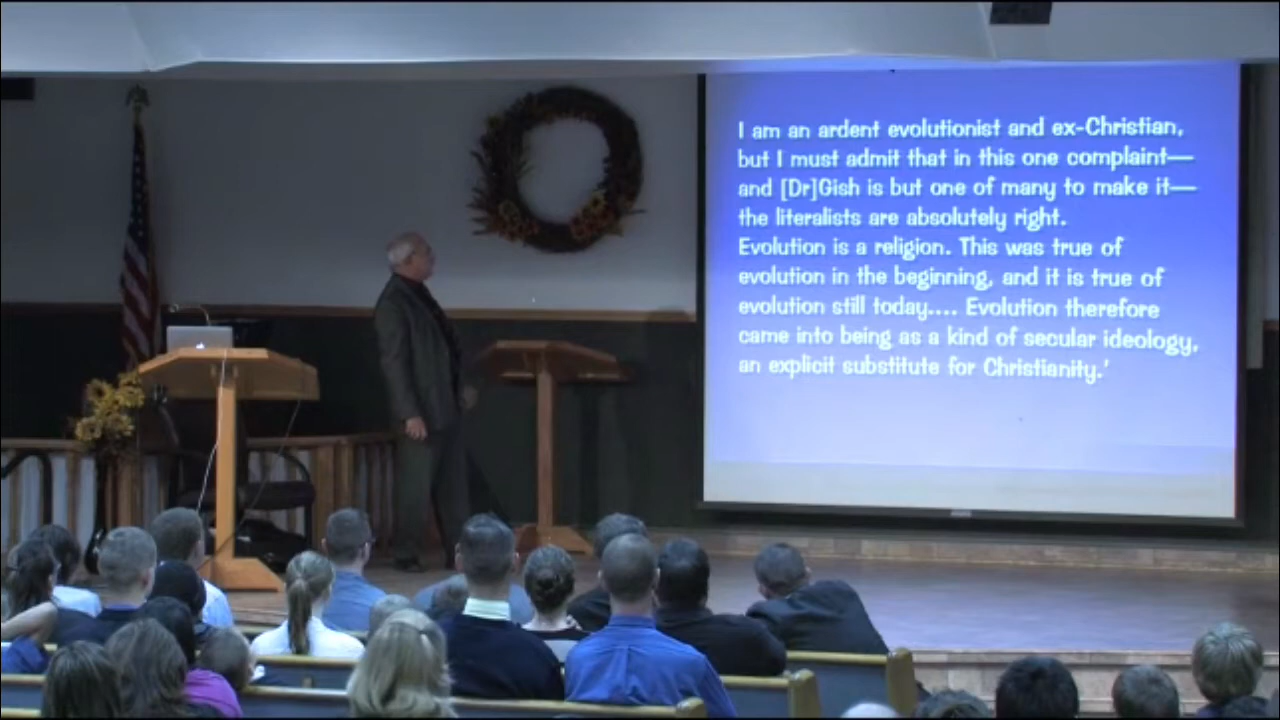 I am an ardent evolutionist and ex-Christian,
but I must admit that in this one complaint—
and [Dr]Gish is but one of many to make it—
the literalists are absolutely right.
Evolution is a religion. This was true of
evolution in the beginning, and it is true of
evolution still today.... Evolution therefore
came into being as a kind of secular ideology,
an explicit substitute for Christianity.'